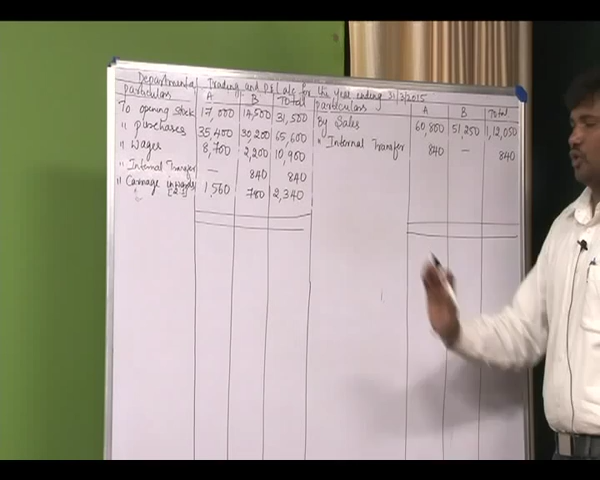 Departmental Trading and P&L a/c for the year ending 31/3/2015
Particulars A B Total Particulars A B Total
To opening stock 17,000 14,500 31,500 By Sales 60,800 51,250 1,12,050
" Purchases 35,400 30,200 65,600 " Internal Transfer 840 — 840
" Wages 8,700 2,200 10,900
" Internal Transfer — 840 840
" Carriage inwards 1,560 780 2,340
[2:1]